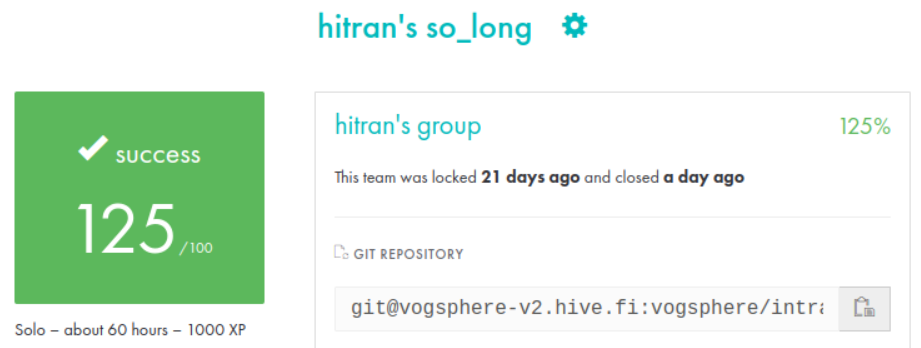 hitran's so_long
success
125/100
Solo – about 60 hours – 1000 XP
hitran's group
125%
This team was locked 21 days ago and closed a day ago
GIT REPOSITORY
git@vogsphere-v2.hive.fi:vogsphere/intra